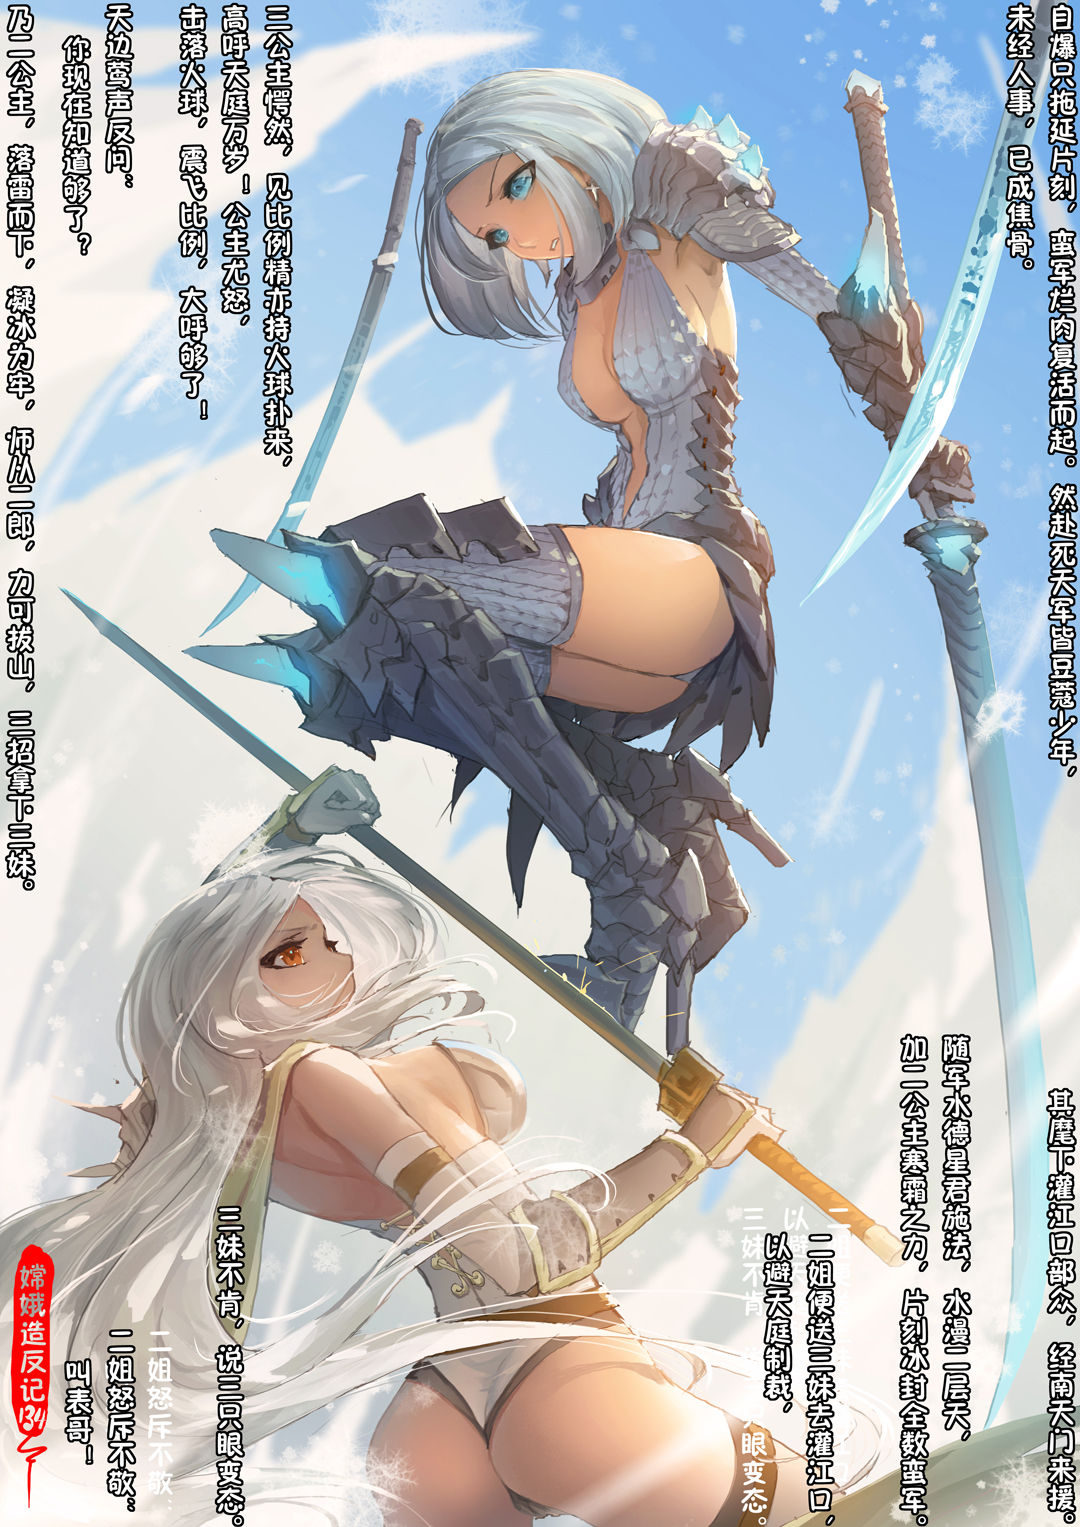 自爆只拖延片刻，蛮军烂肉复活而起。然赴死天军皆豆蔻少年，
未经人事，已成焦骨。
三公主愕然，见比例精亦持火球扑来，
高呼天庭万岁！公主尤怒，
击落火球，震飞比例，大呼够了！
天边莺声反问：
你现在知道够了？
乃二公主，落雷而下，凝冰为牢，师从二郎，力可拔山，三招拿下三妹。
其麾下灌江口部众，经南天门来援。
随军水德星君施法，水漫二层天，
加二公主寒霜之力，片刻冰封全数蛮军。
二姐便送三妹去灌江口，
以避天庭制裁，
三妹不肯，说三只眼变态。
二姐怒斥不敬：
叫表哥！
嫦娥造反记
134